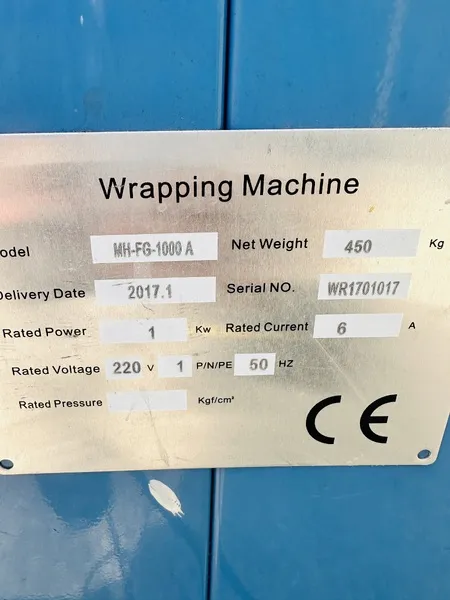 Wrapping Machine
odel MH-FG-1000 A Net Weight 450 Kg
Delivery Date 2017.1 Serial NO. WR1701017
Rated Power 1 Kw Rated Current 6 A
Rated Voltage 220 V 1 P/N/PE 50 HZ
Rated Pressure Kgf/cm²
CE